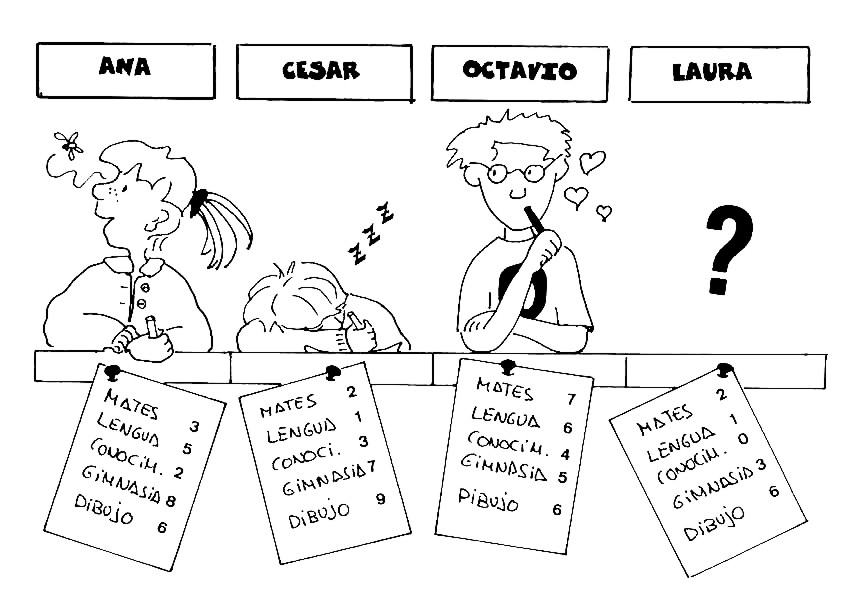 ANA
CESAR
OCTAVIO
LAURA
z z z
?
MATES 3
LENGUA 5
CONOCIM. 2
GIMNASIA 8
DIBUJO 6
MATES 2
LENGUA 1
CONOCI. 3
GIMNASIA 7
DIBUJO 9
MATES 7
LENGUA 6
CONOCIM. 4
GIMNASIA 5
DIBUJO 6
MATES 2
LENGUA 1
CONOCIM. 0
GIMNASIA 3
DIBUJO 6